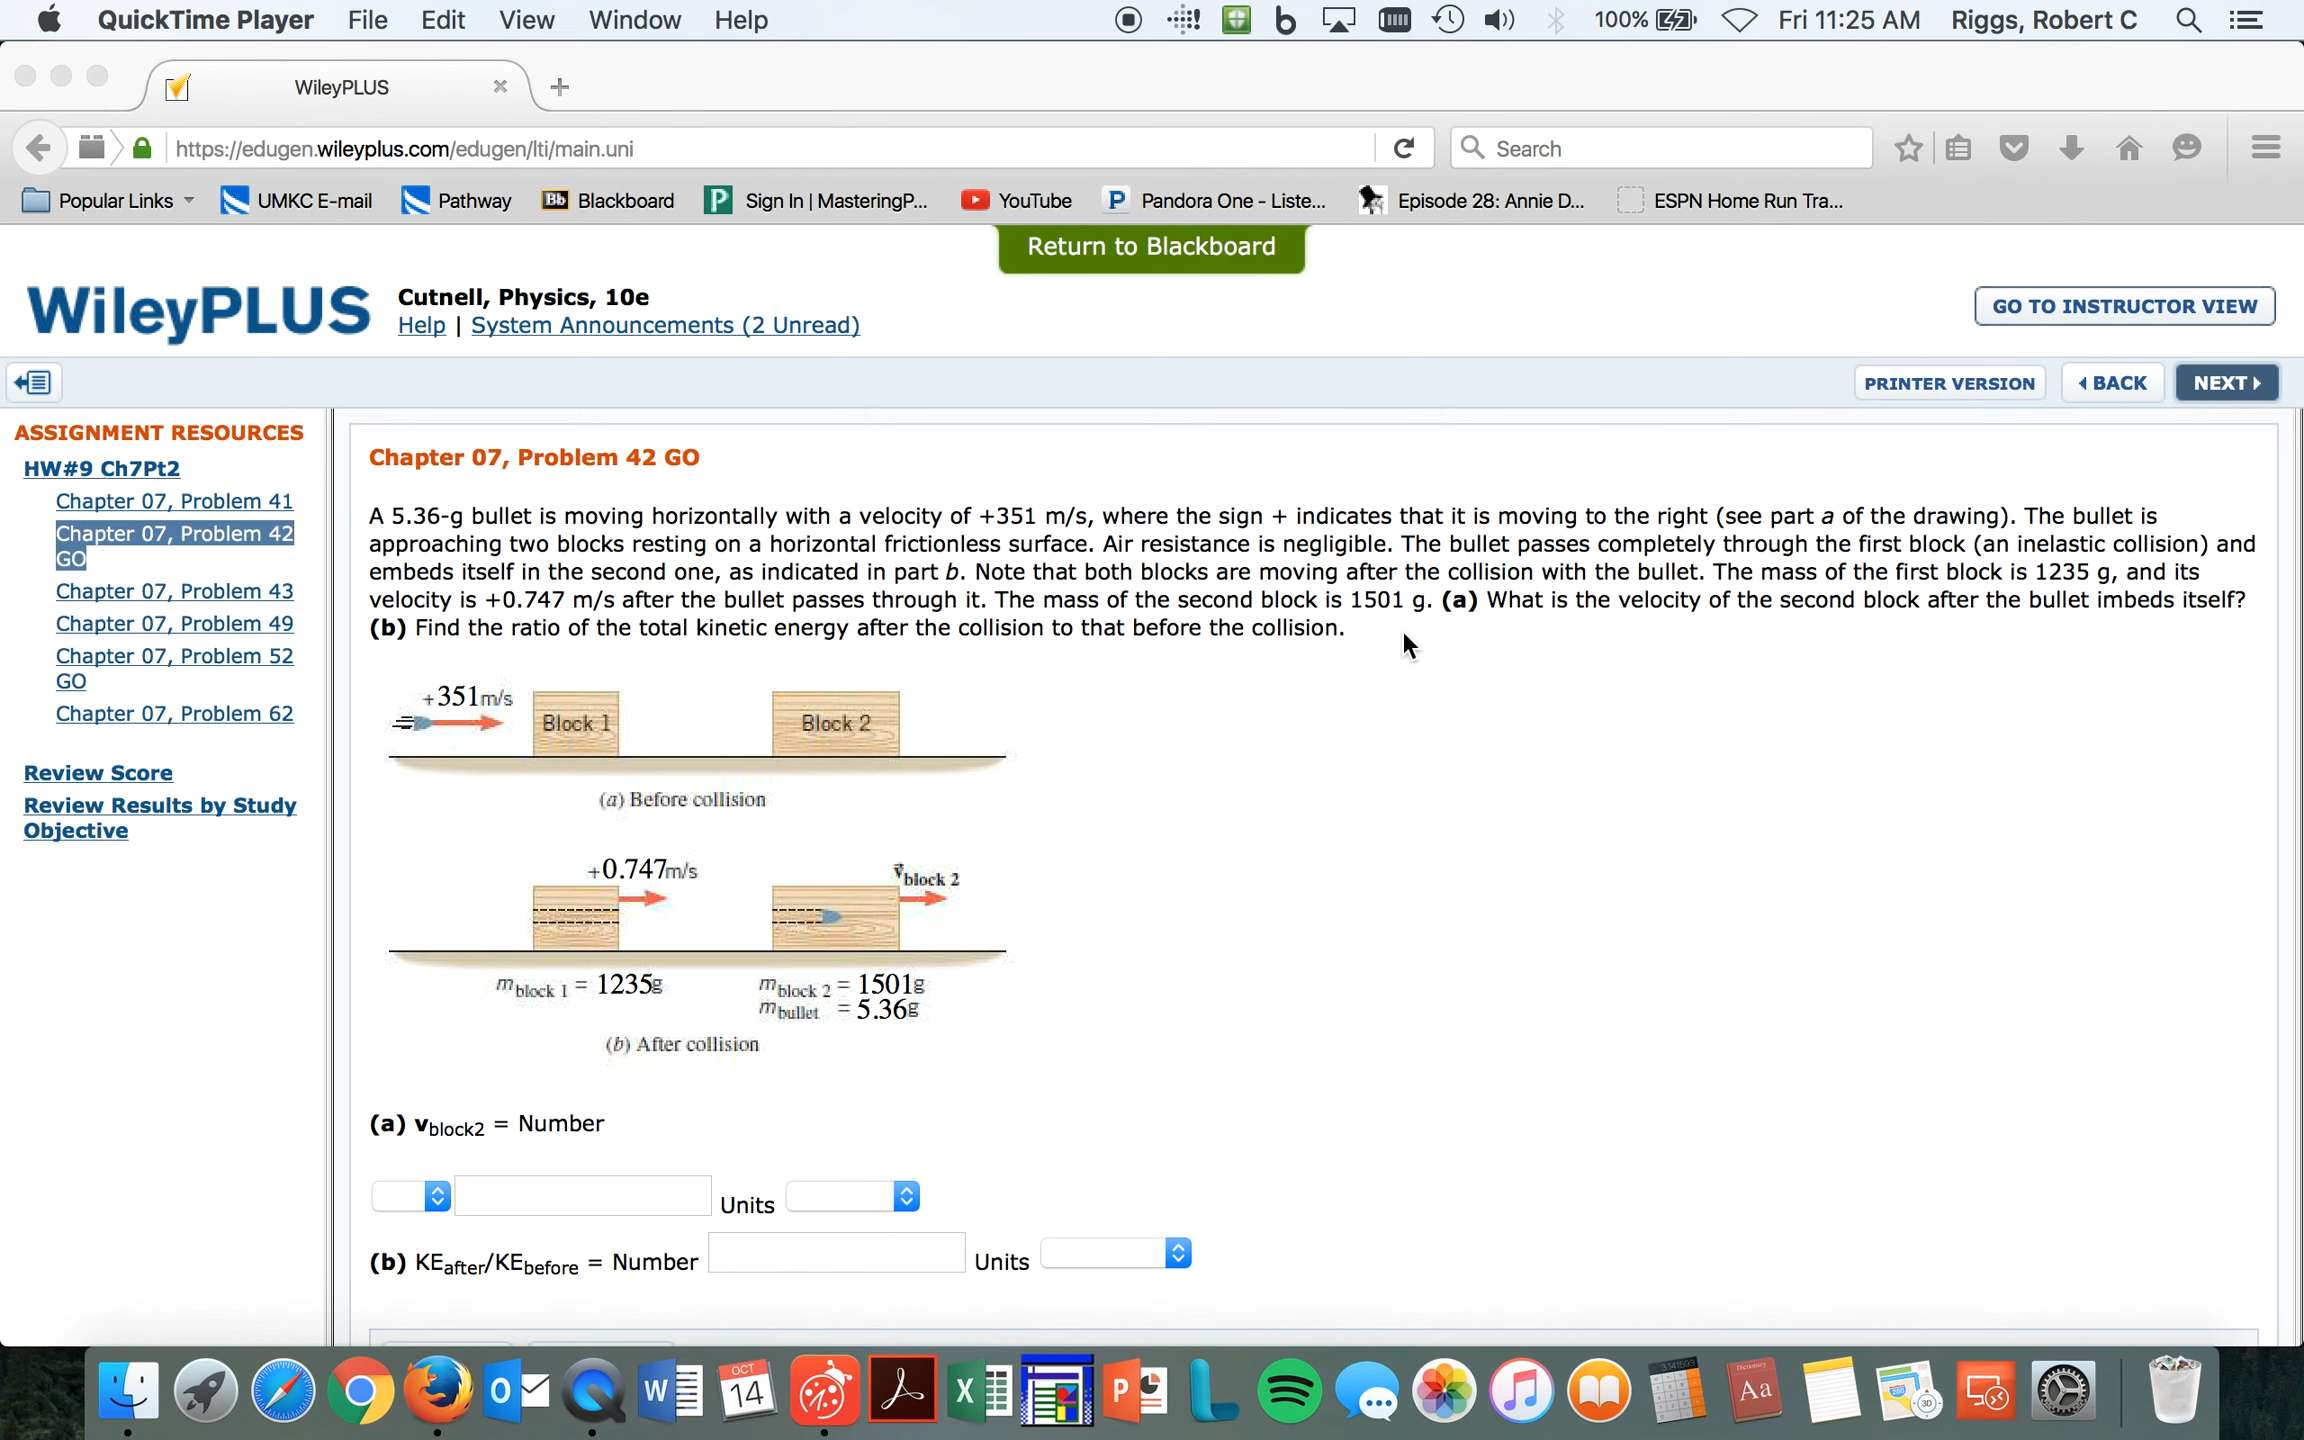 QuickTime Player File Edit View Window Help 100% Fri 11:25 AM Riggs, Robert C
WileyPLUS
https://edugen.wileyplus.com/edugen/lti/main.uni Search
Popular Links UMKC E-mail Pathway Bb Blackboard P Sign In | MasteringP... YouTube P Pandora One - Liste... Episode 28: Annie D... ESPN Home Run Tra...
Return to Blackboard
WileyPLUS Cutnell, Physics, 10e
Help | System Announcements (2 Unread)
GO TO INSTRUCTOR VIEW
PRINTER VERSION BACK NEXT
ASSIGNMENT RESOURCES
HW#9 Ch7Pt2
Chapter 07, Problem 41
Chapter 07, Problem 42
GO
Chapter 07, Problem 43
Chapter 07, Problem 49
Chapter 07, Problem 52
GO
Chapter 07, Problem 62
Review Score
Review Results by Study
Objective
Chapter 07, Problem 42 GO
A 5.36-g bullet is moving horizontally with a velocity of +351 m/s, where the sign + indicates that it is moving to the right (see part a of the drawing). The bullet is
approaching two blocks resting on a horizontal frictionless surface. Air resistance is negligible. The bullet passes completely through the first block (an inelastic collision) and
embeds itself in the second one, as indicated in part b. Note that both blocks are moving after the collision with the bullet. The mass of the first block is 1235 g, and its
velocity is +0.747 m/s after the bullet passes through it. The mass of the second block is 1501 g. (a) What is the velocity of the second block after the bullet imbeds itself?
(b) Find the ratio of the total kinetic energy after the collision to that before the collision.
+351m/s
Block 1 Block 2
(a) Before collision
+0.747m/s v⃗block 2
mblock 1 = 1235g mblock 2 = 1501g
mbullet = 5.36g
(b) After collision
(a) vblock2 = Number
Units
(b) KEafter/KEbefore = Number Units
OCT
14
3.141593
Dictionary
Aa
280
3D